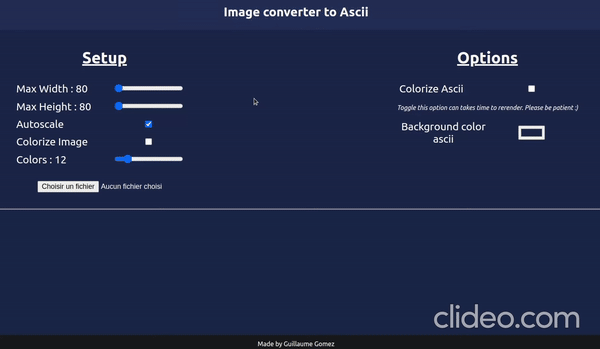 Image converter to Ascii
Setup
Max Width : 80
Max Height : 80
Autoscale
Colorize Image
Colors : 12
Choisir un fichier Aucun fichier choisi
Options
Colorize Ascii
Toggle this option can takes time to rerender. Please be patient :)
Background color
ascii
clideo.com
Made by Guillaume Gomez